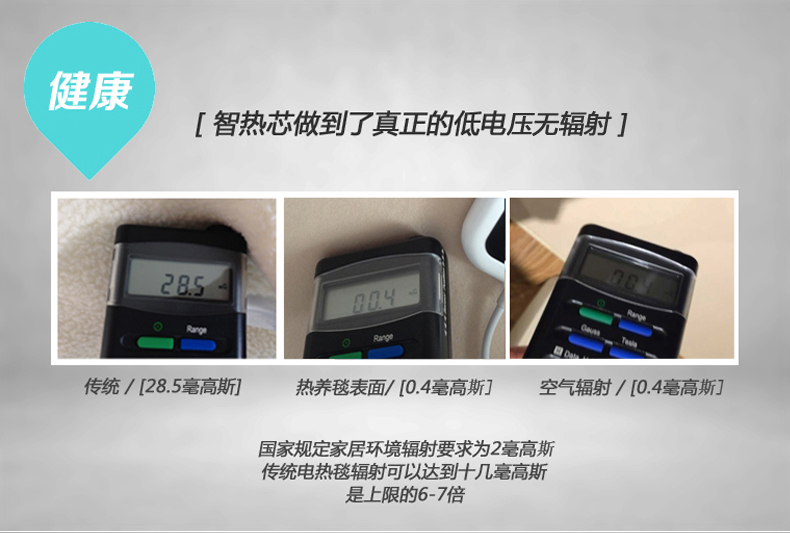 健康
[ 智热芯做到了真正的低电压无辐射 ]
28.5
Range
00.4
Range
00.4
Range
Gauss
Tesla
传统 / [28.5毫高斯]
热养毯表面/ [0.4毫高斯]
空气辐射 / [0.4毫高斯]
国家规定家居环境辐射要求为2毫高斯
传统电热毯辐射可以达到十几毫高斯
是上限的6-7倍